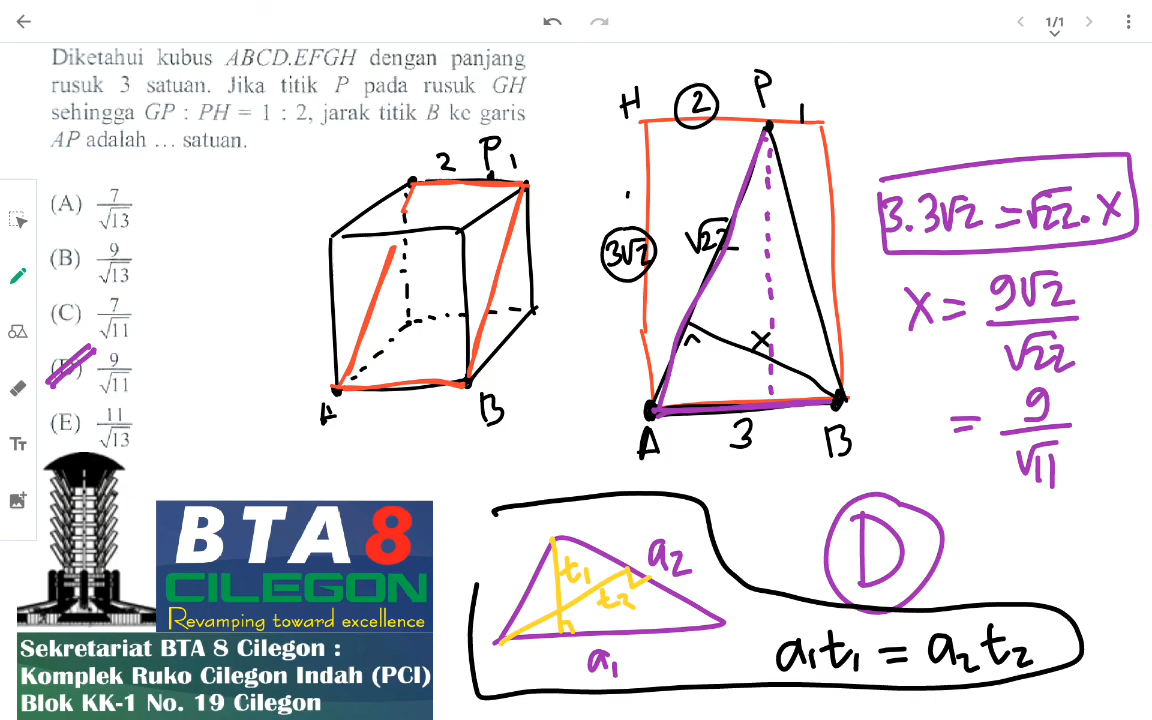 1/1
Diketahui kubus ABCD.EFGH dengan panjang
rusuk 3 satuan. Jika titik P pada rusuk GH
sehingga GP : PH = 1 : 2, jarak titik B ke garis
AP adalah ... satuan.
(A) 7/√13
(B) 9/√13
(C) 7/√11
(D) 9/√11
(E) 11/√13
2 P 1
A B
H 2 P 1
3√2 √22 x
A 3 B
3.3√2 = √22 . x
x = 9√2/√22
= 9/√11
D
t1 t2 a2
a1
a1t1 = a2t2
Tт
BTA8
CILEGON
Revamping toward excellence
Sekretariat BTA 8 Cilegon :
Komplek Ruko Cilegon Indah (PCI)
Blok KK-1 No. 19 Cilegon